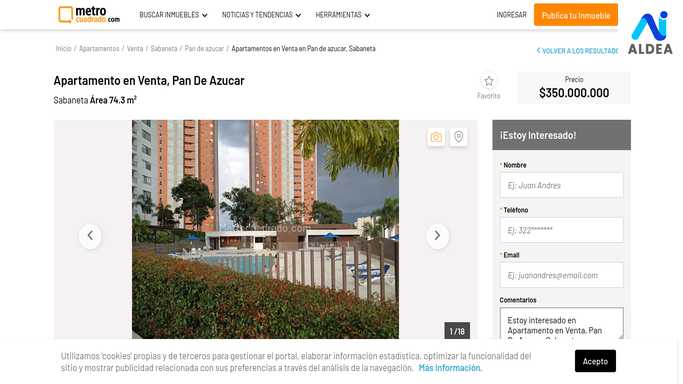 metro
cuadrado.com
BUSCAR INMUEBLES
NOTICIAS Y TENDENCIAS
HERRAMIENTAS
INGRESAR
Publica tu Inmueble
ALDEA
Inicio / Apartamentos / Venta / Sabaneta / Pan de azucar / Apartamentos en Venta en Pan de azucar, Sabaneta
VOLVER A LOS RESULTADO
Apartamento en Venta, Pan De Azucar
Sabaneta Área 74.3 m²
Favorito
Precio
$350.000.000
¡Estoy Interesado!
* Nombre
Ej: Juan Andres
* Teléfono
Ej: 322*******
* Email
Ej: juanandres@email.com
Comentarios
Estoy interesado en
Apartamento en Venta, Pan
1 / 18
Utilizamos 'cookies' propias y de terceros para gestionar el portal, elaborar información estadística, optimizar la funcionalidad del
sitio y mostrar publicidad relacionada con sus preferencias a través del análisis de la navegación. Más información.
Acepto